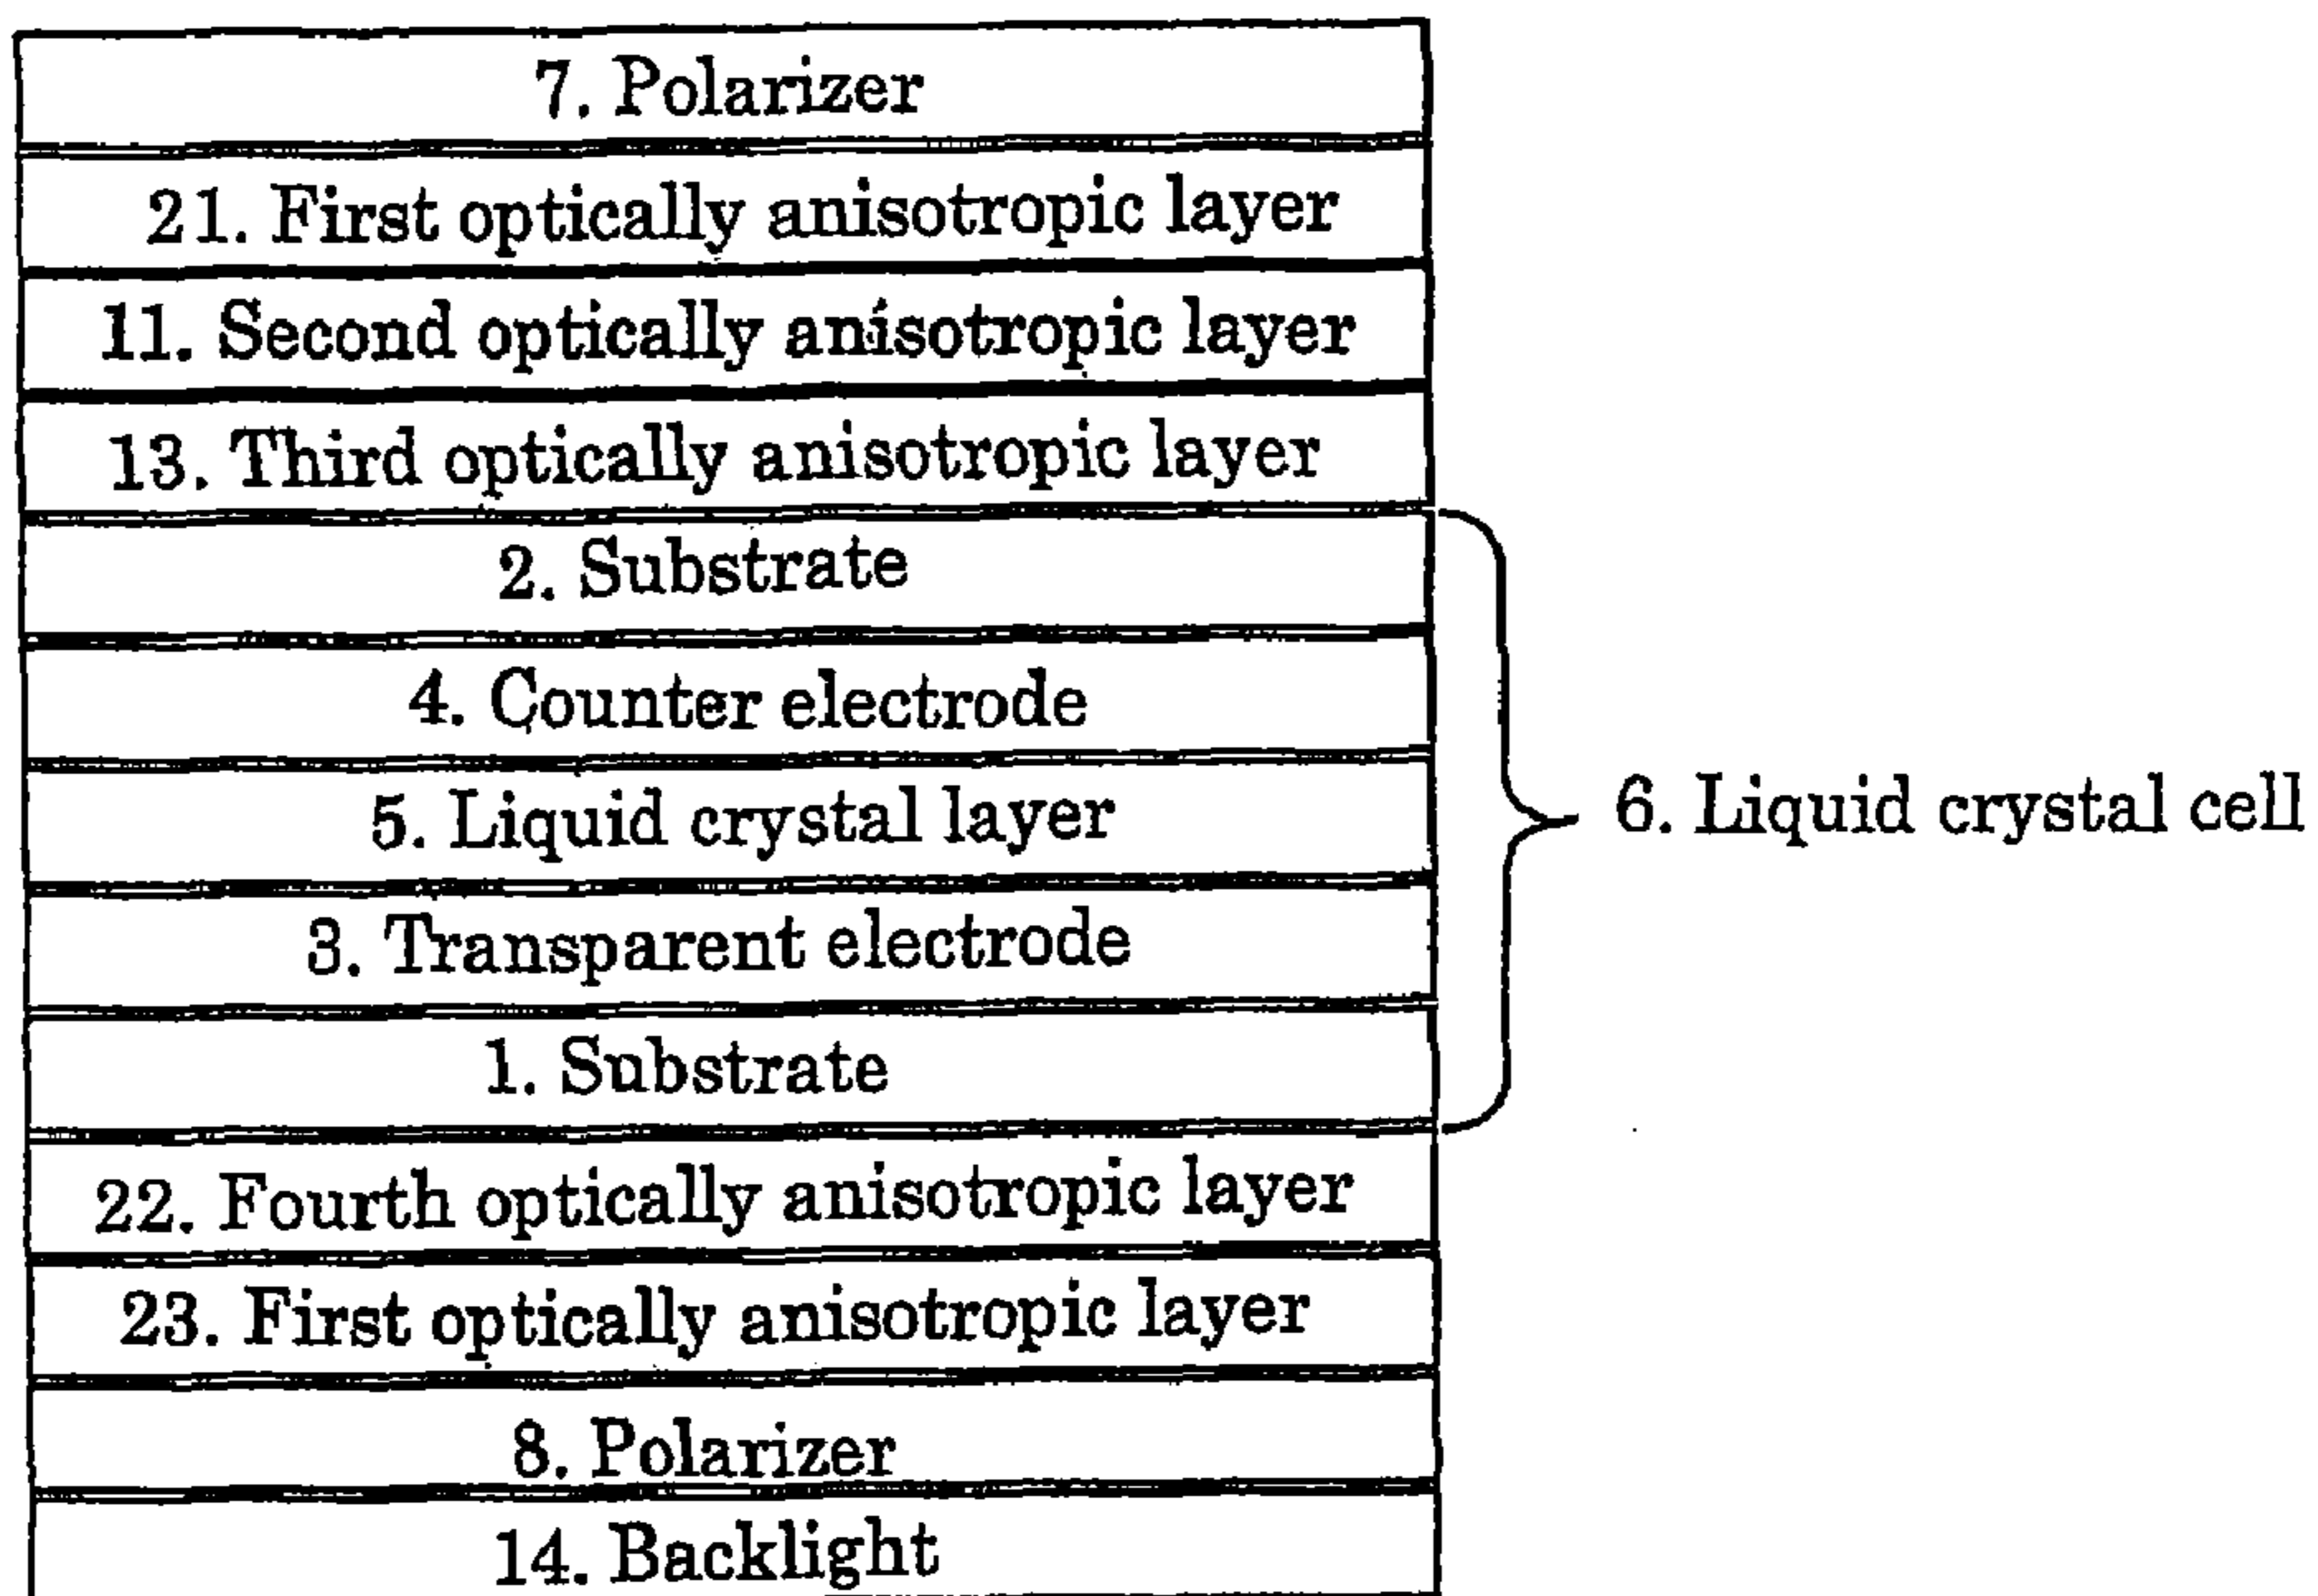 7. Polarizer
21. First optically anisotropic layer
11. Second optically anisotropic layer
13. Third optically anisotropic layer
2. Substrate
4. Counter electrode
5. Liquid crystal layer
6. Liquid crystal cell
3. Transparent electrode
1. Substrate
22. Fourth optically anisotropic layer
23. First optically anisotropic layer
8. Polarizer
14. Backlight